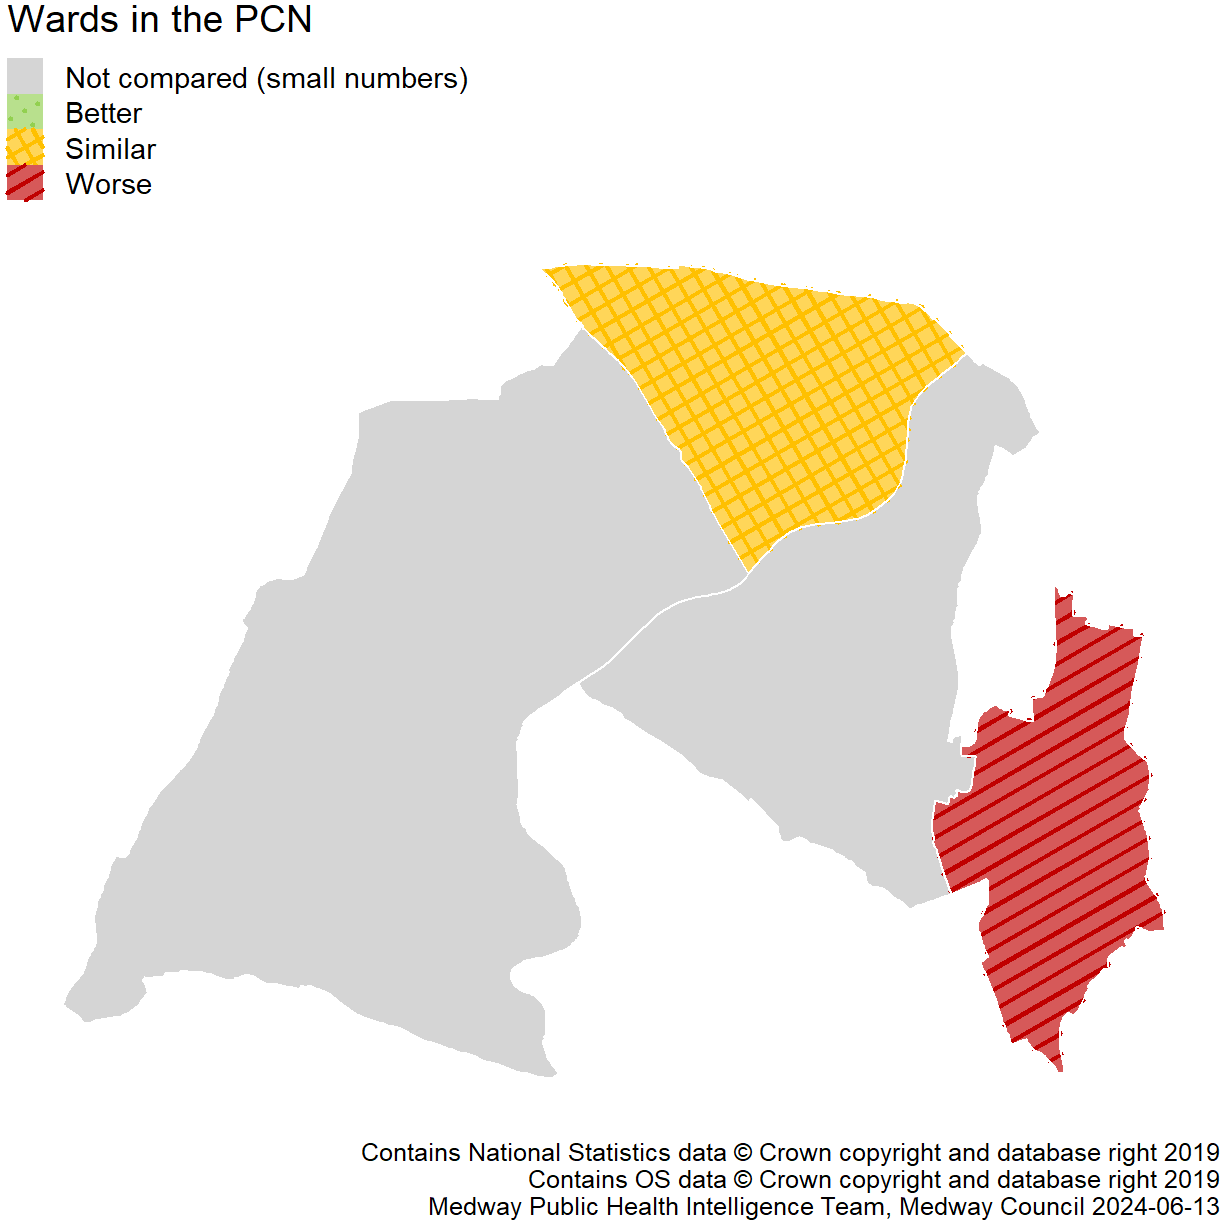 Wards in the PCN
Not compared (small numbers)
Better
Similar
Worse
Contains National Statistics data © Crown copyright and database right 2019
Contains OS data © Crown copyright and database right 2019
Medway Public Health Intelligence Team, Medway Council 2024-06-13